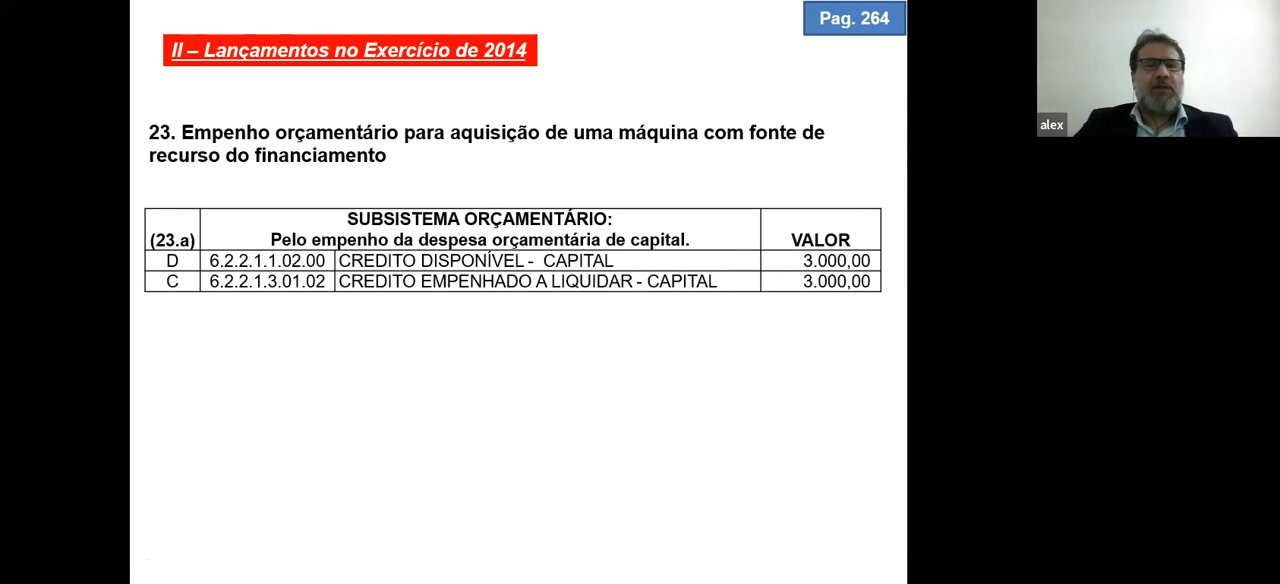 Pag. 264
II – Lançamentos no Exercício de 2014
alex
23. Empenho orçamentário para aquisição de uma máquina com fonte de
recurso do financiamento
SUBSISTEMA ORÇAMENTÁRIO:
(23.a) Pelo empenho da despesa orçamentária de capital. VALOR
D 6.2.2.1.1.02.00 CREDITO DISPONÍVEL - CAPITAL 3.000,00
C 6.2.2.1.3.01.02 CREDITO EMPENHADO A LIQUIDAR - CAPITAL 3.000,00